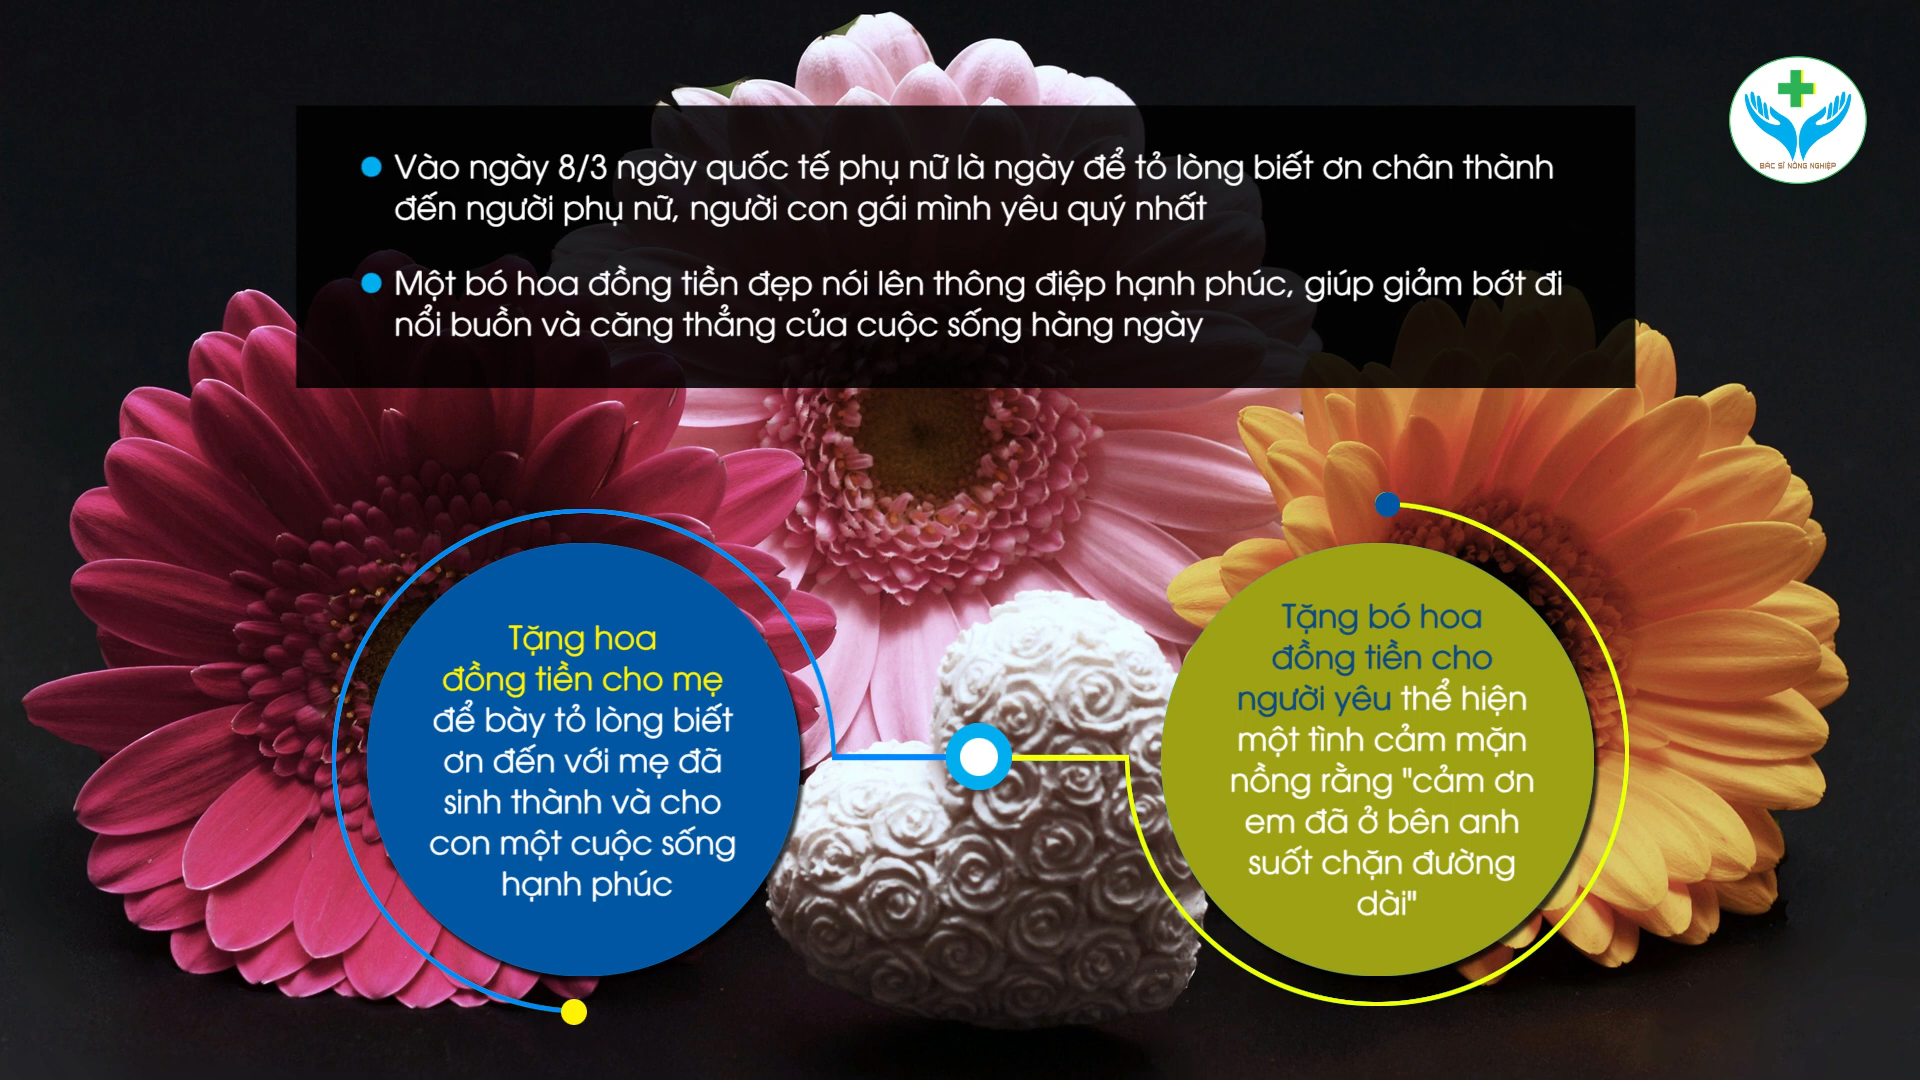 BÁC SĨ NÔNG NGHIỆP
Vào ngày 8/3 ngày quốc tế phụ nữ là ngày để tỏ lòng biết ơn chân thành
đến người phụ nữ, người con gái mình yêu quý nhất
Một bó hoa đồng tiền đẹp nói lên thông điệp hạnh phúc, giúp giảm bớt đi
nổi buồn và căng thẳng của cuộc sống hàng ngày
Tặng hoa
đồng tiền cho mẹ
để bày tỏ lòng biết
ơn đến với mẹ đã
sinh thành và cho
con một cuộc sống
hạnh phúc
Tặng bó hoa
đồng tiền cho
người yêu thể hiện
một tình cảm mặn
nồng rằng "cảm ơn
em đã ở bên anh
suốt chặn đường
dài"